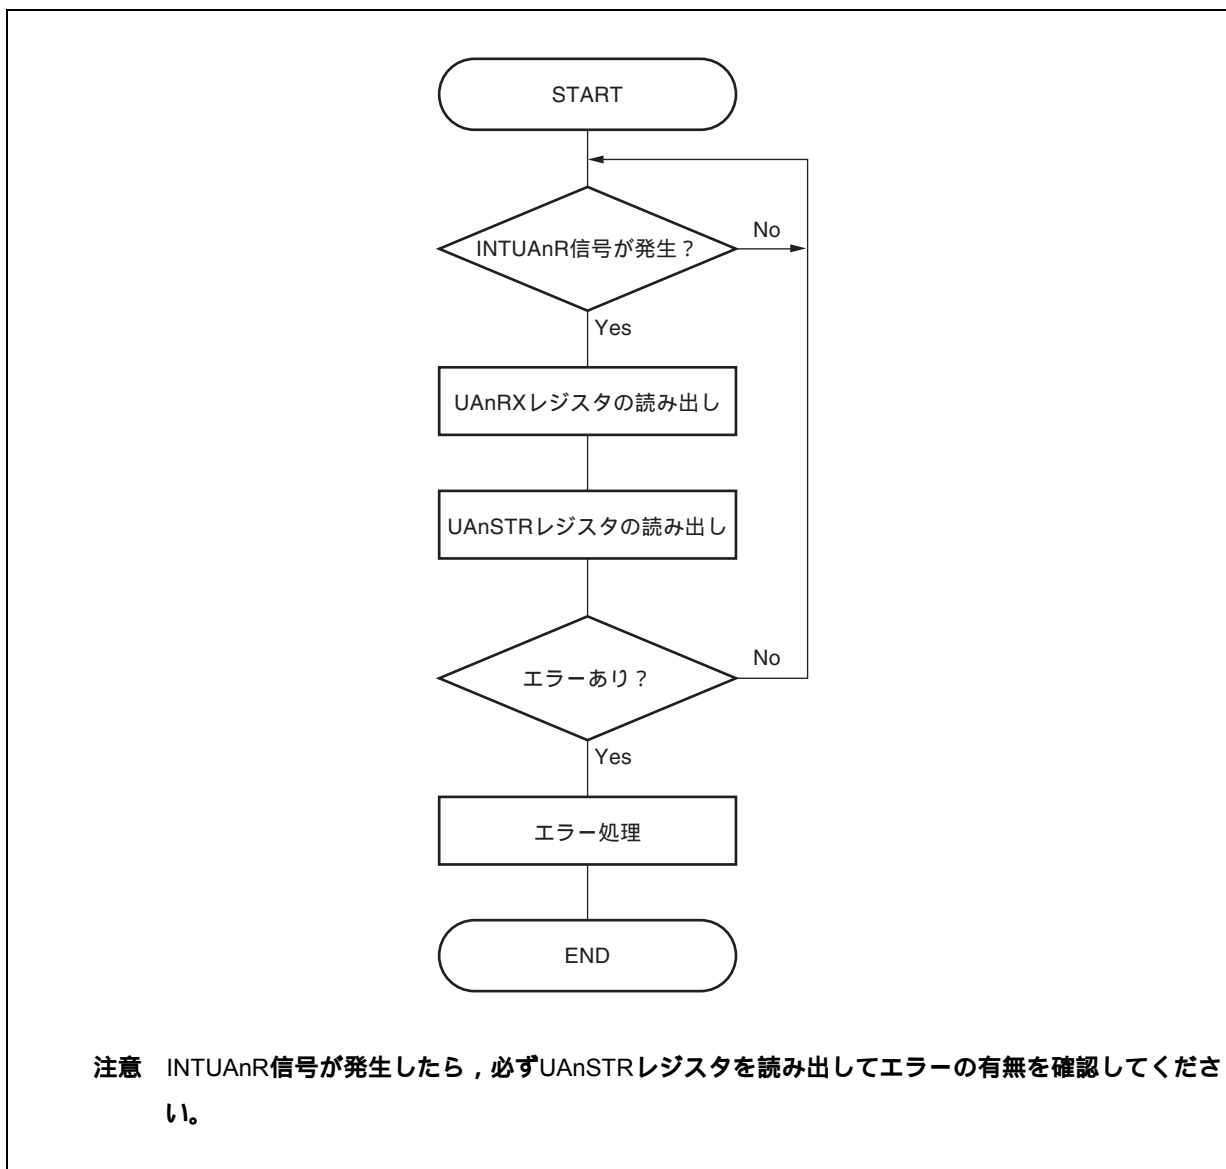 START
INTUAnR信号が発生？
No
Yes
UAnRXレジスタの読み出し
UAnSTRレジスタの読み出し
エラーあり？
No
Yes
エラー処理
END
注意　INTUAnR信号が発生したら，必ずUAnSTRレジスタを読み出してエラーの有無を確認してくださ
い。